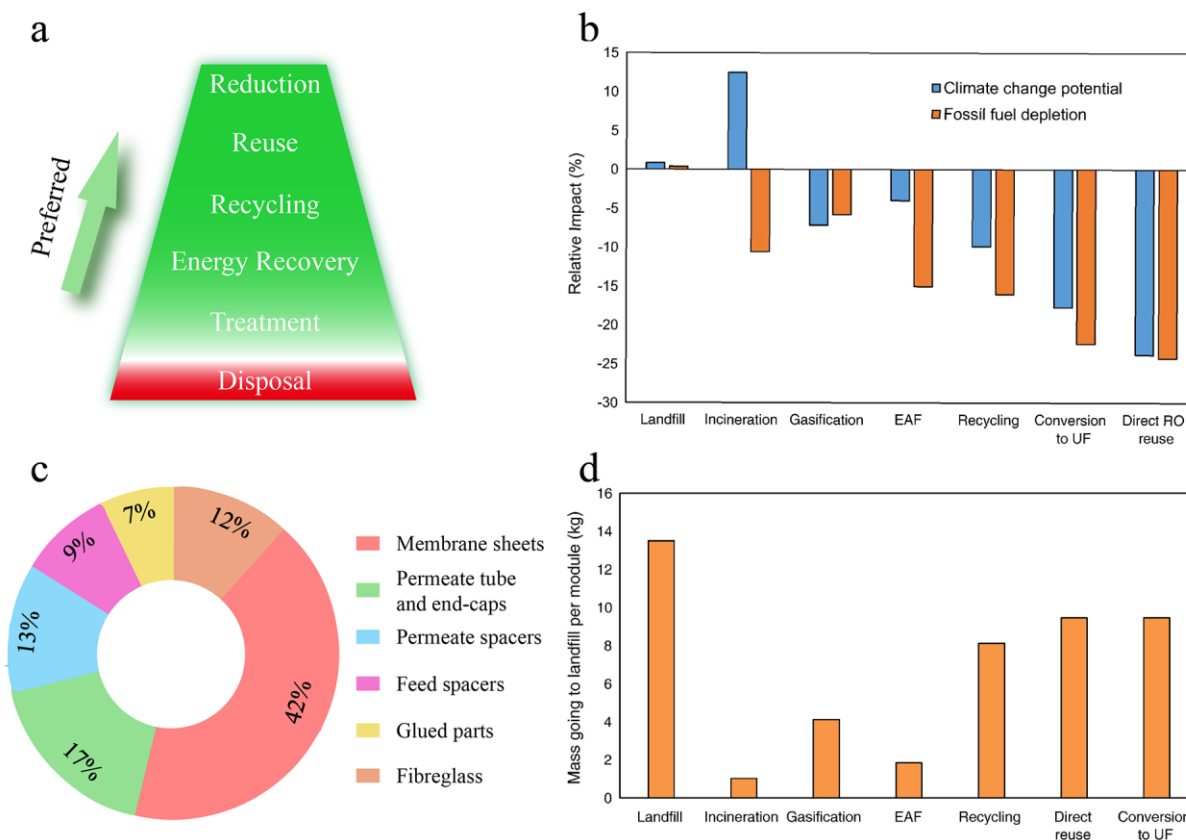 a
Preferred
Reduction
Reuse
Recycling
Energy Recovery
Treatment
Disposal
b
Relative Impact (%)
15
10
5
0
-5
-10
-15
-20
-25
-30
Climate change potential
Fossil fuel depletion
Landfill
Incineration
Gasification
EAF
Recycling
Conversion
to UF
Direct RO
reuse
c
7%
12%
9%
13%
17%
42%
Membrane sheets
Permeate tube
and end-caps
Permeate spacers
Feed spacers
Glued parts
Fibreglass
d
Mass going to landfill per module (kg)
16
14
12
10
8
6
4
2
0
Landfill
Incineration
Gasification
EAF
Recycling
Direct
reuse
Conversion
to UF